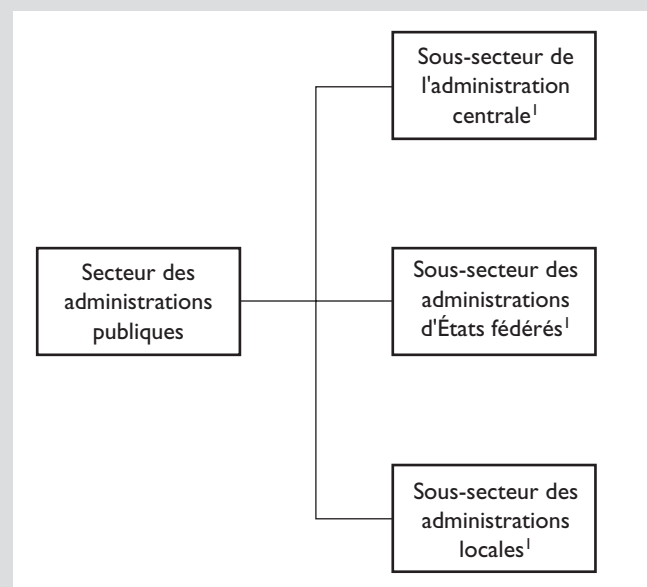 Sous-secteur de
l'administration
centrale¹
Secteur des
administrations
publiques
Sous-secteur des
administrations
d'États fédérés¹
Sous-secteur des
administrations
locales¹